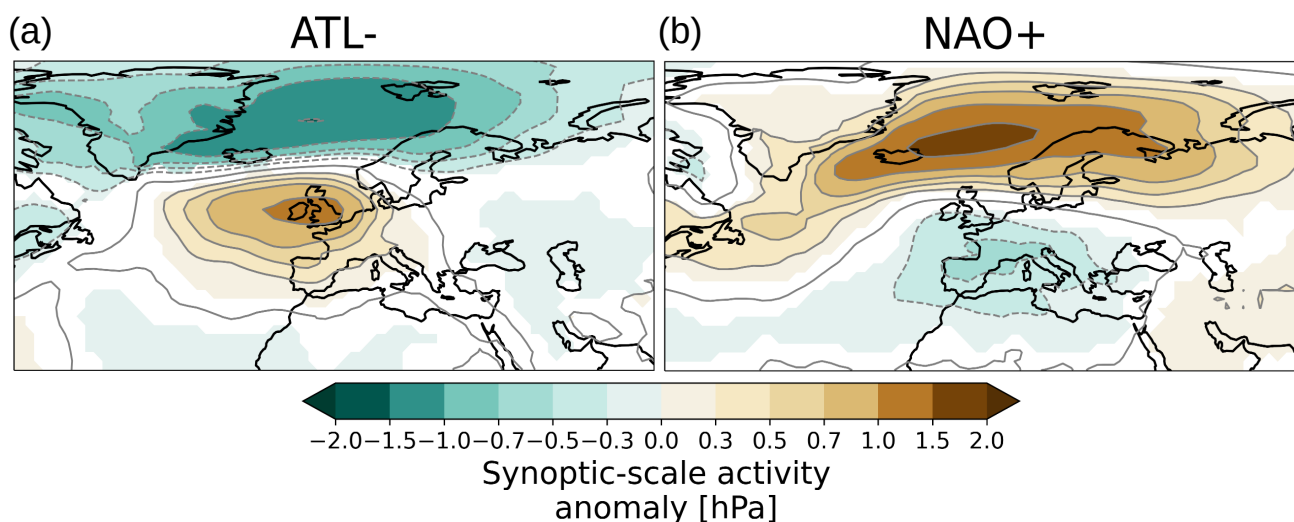 (a) ATL- (b) NAO+
−2.0 −1.5 −1.0 −0.7 −0.5 −0.3 0.0 0.3 0.5 0.7 1.0 1.5 2.0
Synoptic-scale activity
anomaly [hPa]